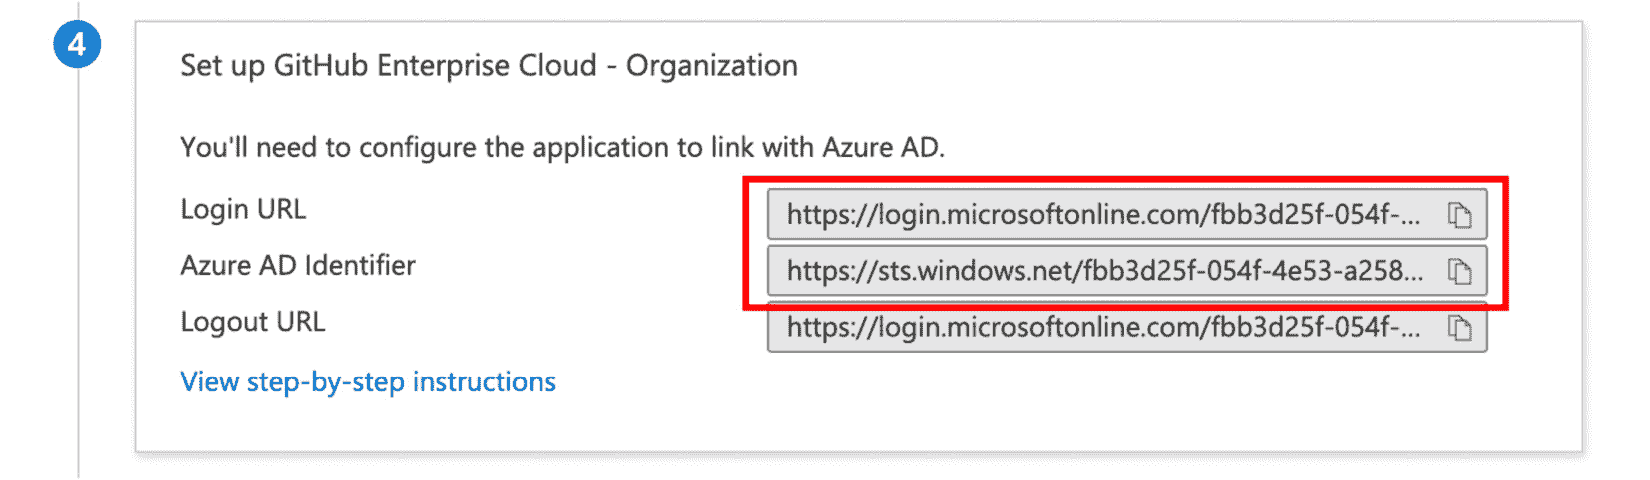 4
Set up GitHub Enterprise Cloud - Organization
You'll need to configure the application to link with Azure AD.
Login URL https://login.microsoftonline.com/fbb3d25f-054f-...
Azure AD Identifier https://sts.windows.net/fbb3d25f-054f-4e53-a258...
Logout URL https://login.microsoftonline.com/fbb3d25f-054f-...
View step-by-step instructions